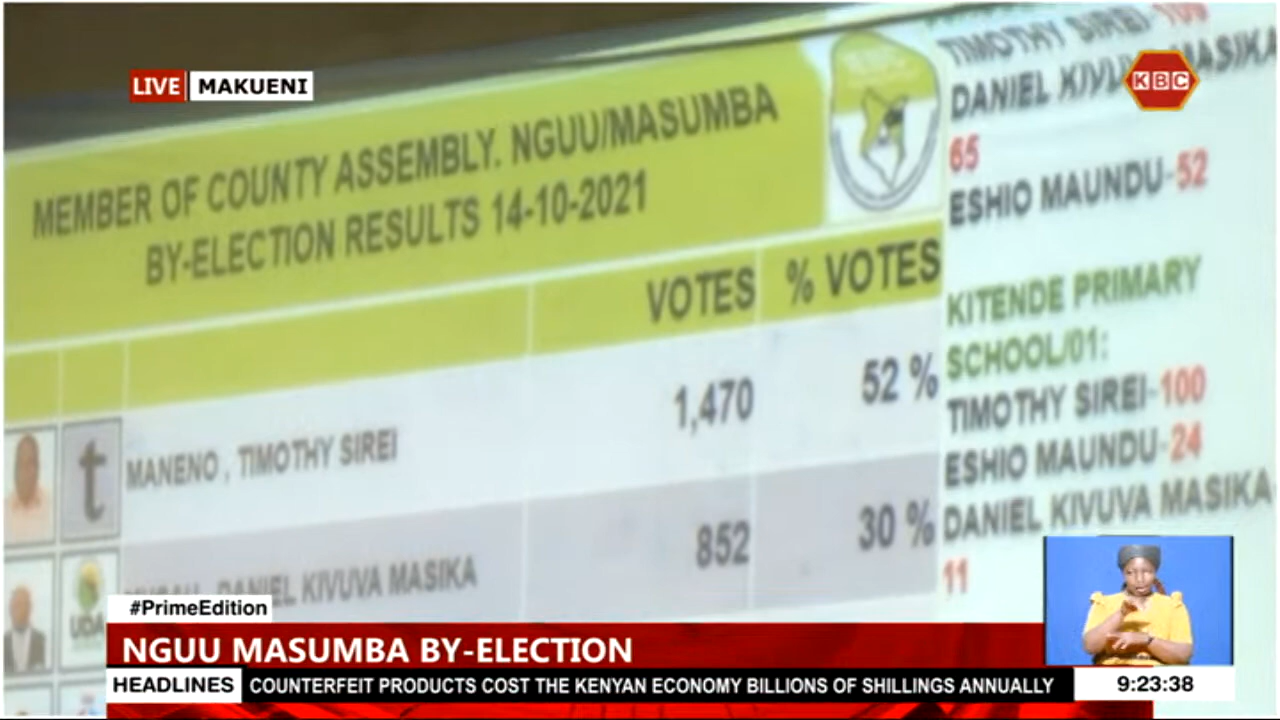 LIVE MAKUENI
KBC
MEMBER OF COUNTY ASSEMBLY. NGUU/MASUMBA
BY-ELECTION RESULTS 14-10-2021
VOTES % VOTES
MANENO , TIMOTHY SIREI 1,470 52 %
DANIEL KIVUVA MASIKA 852 30 %
t
UDA
TIMOTHY SIREI
DANIEL MASIKA
65
ESHIO MAUNDU-52
KITENDE PRIMARY
SCHOOL/01:
TIMOTHY SIREI-100
ESHIO MAUNDU-24
DANIEL KIVUVA MASIKA
11
#PrimeEdition
NGUU MASUMBA BY-ELECTION
HEADLINES COUNTERFEIT PRODUCTS COST THE KENYAN ECONOMY BILLIONS OF SHILLINGS ANNUALLY 9:23:38